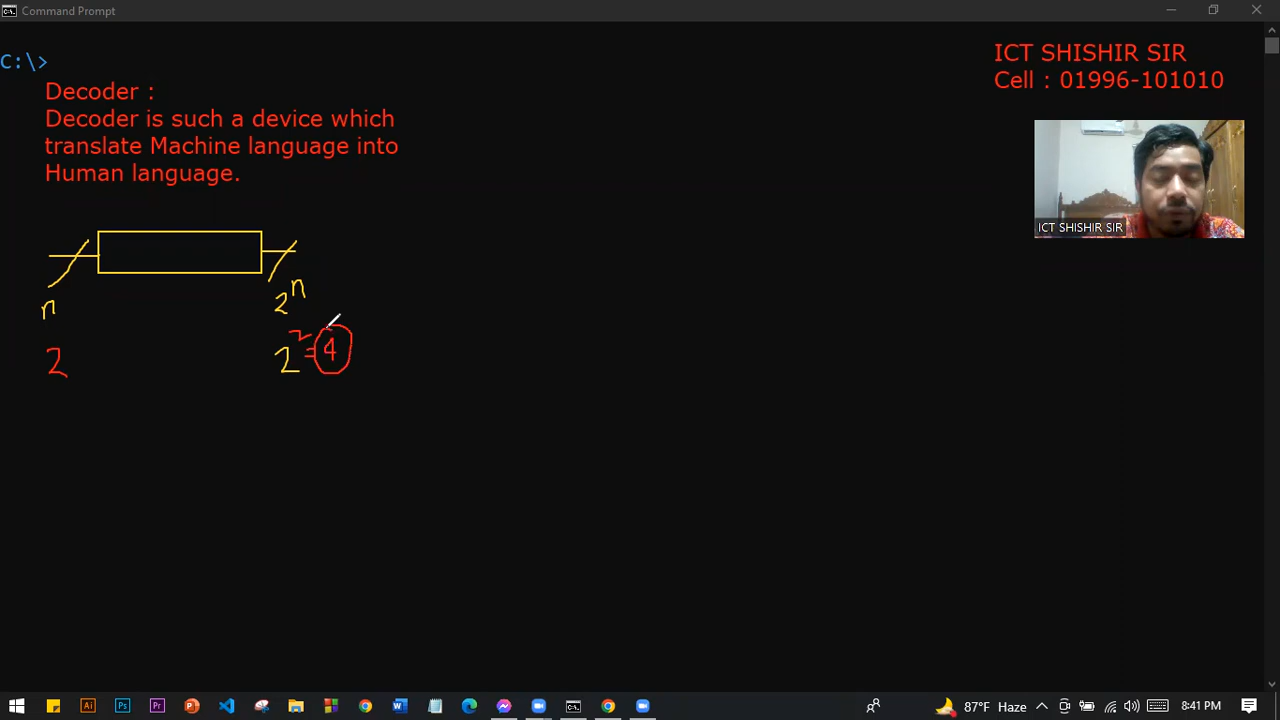 Command Prompt
C:\>
ICT SHISHIR SIR
Cell : 01996-101010
Decoder :
Decoder is such a device which
translate Machine language into
Human language.
ICT SHISHIR SIR
n
2^n
2
2^2=4
87°F Haze
8:41 PM